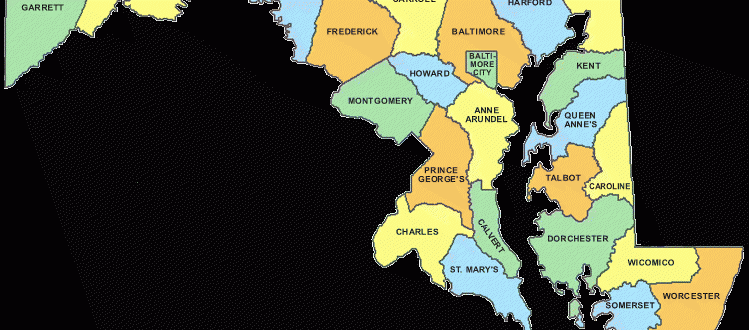 GARRETT
CARROLL
HARFORD
FREDERICK
BALTIMORE
BALTI-
MORE
CITY
KENT
HOWARD
MONTGOMERY
ANNE
ARUNDEL
QUEEN
ANNE'S
PRINCE
GEORGE'S
TALBOT
CAROLINE
CHARLES
CALVERT
DORCHESTER
ST. MARY'S
WICOMICO
SOMERSET
WORCESTER